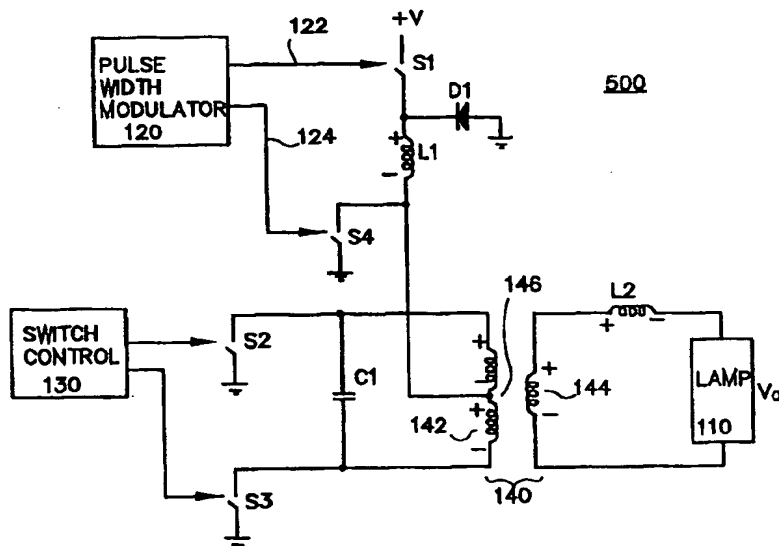 +V
122
S1
500
PULSE
WIDTH
MODULATOR
120
D1
124
+
L1
−
S4
146
L2
+ −
SWITCH
CONTROL
130
S2
C1
+
−
+
−
142
+
−
144
LAMP
110
S3
140